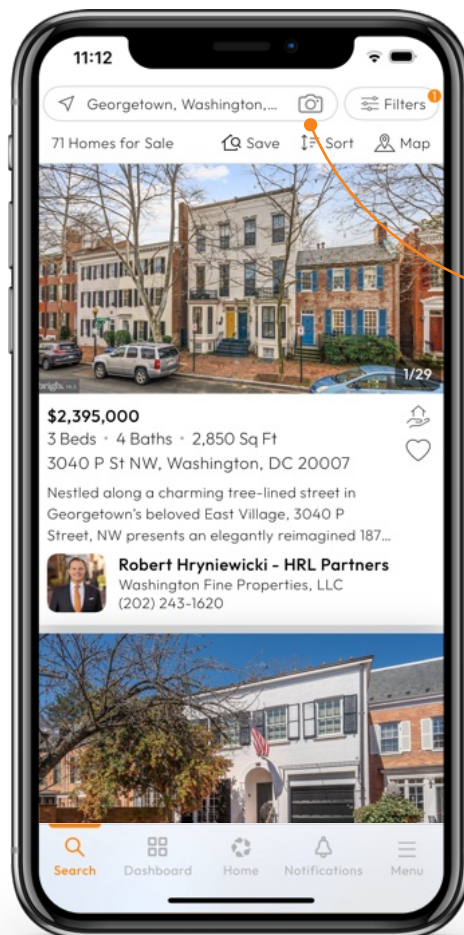 11:12
Georgetown, Washington,...
Filters
1
71 Homes for Sale
Save
Sort
Map
brightMLS
1/29
$2,395,000
3 Beds • 4 Baths • 2,850 Sq Ft
3040 P St NW, Washington, DC 20007
Nestled along a charming tree-lined street in
Georgetown's beloved East Village, 3040 P
Street, NW presents an elegantly reimagined 187...
Robert Hryniewicki - HRL Partners
Washington Fine Properties, LLC
(202) 243-1620
Search
Dashboard
Home
Notifications
Menu